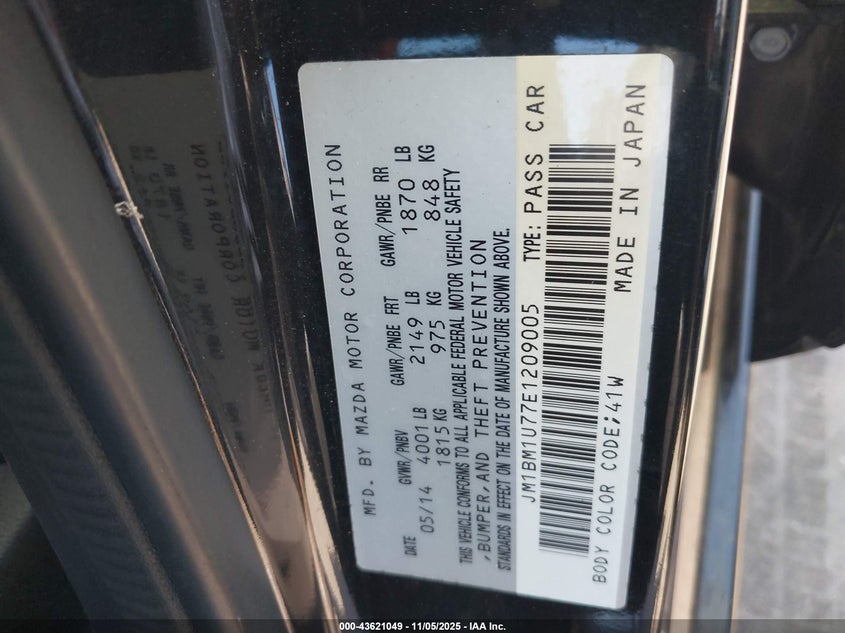 MFD. BY MAZDA MOTOR CORPORATION
DATE GVWR/PNBV GAWR/PNBE FRT GAWR/PNBE RR
05/14 4001 LB 2149 LB 1870 LB
1815 KG 975 KG 848 KG
THIS VEHICLE CONFORMS TO ALL APPLICABLE FEDERAL MOTOR VEHICLE SAFETY
,BUMPER,AND THEFT PREVENTION
STANDARDS IN EFFECT ON THE DATE OF MANUFACTURE SHOWN ABOVE.
JM1BM1U77E1209005 TYPE: PASS CAR
BODY COLOR CODE;41W MADE IN JAPAN
000-43621049 - 11/05/2025 - IAA Inc.